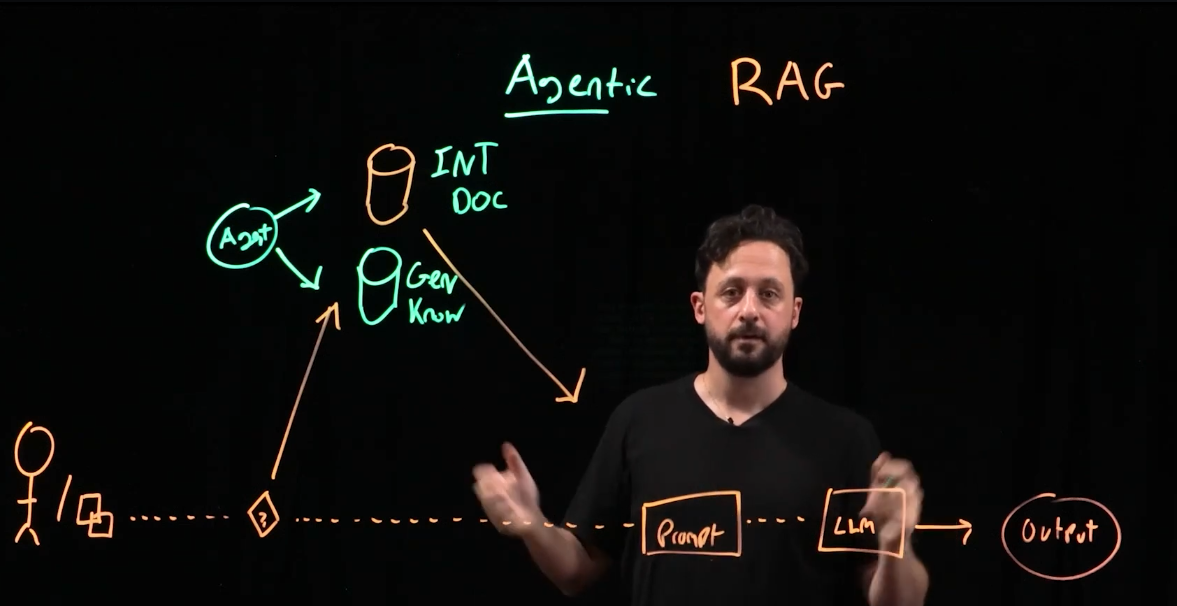 Agentic RAG
INT
DOC
Agent
Gen
Know
?
Prompt
LLM
Output